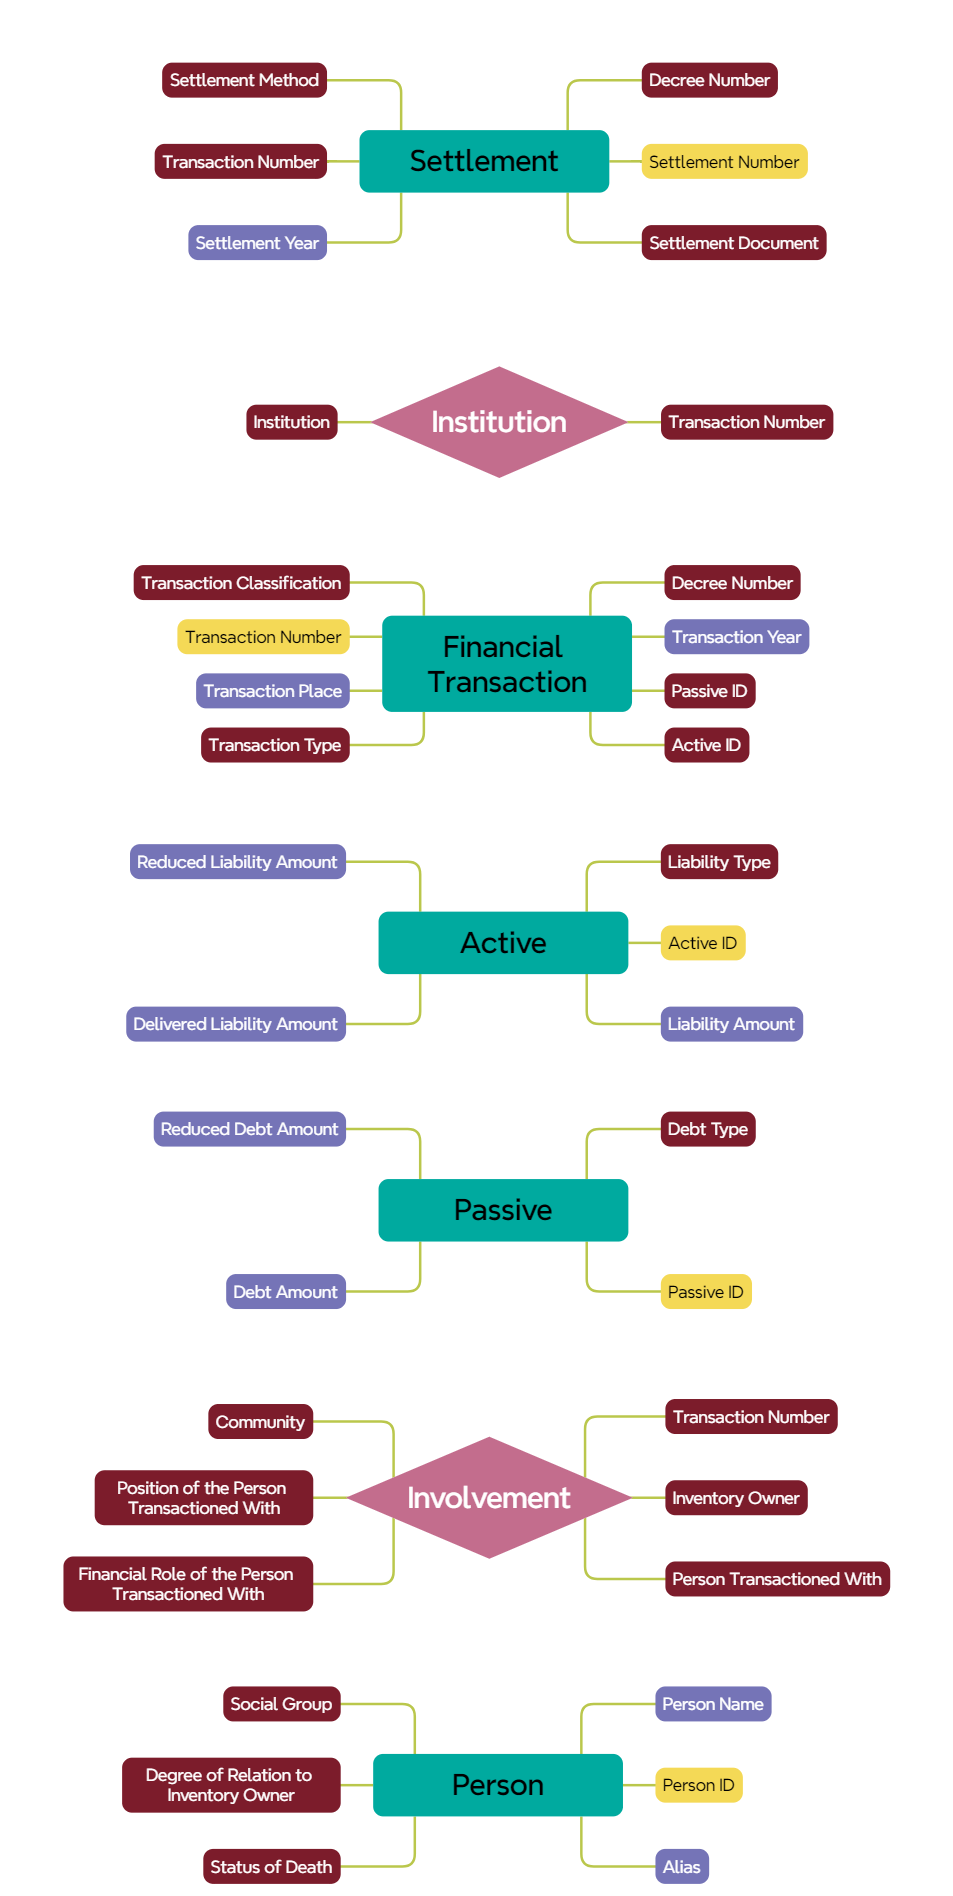 Settlement Method
Decree Number
Transaction Number
Settlement
Settlement Number
Settlement Year
Settlement Document
Institution
Institution
Transaction Number
Transaction Classification
Decree Number
Transaction Number
Financial
Transaction
Transaction Year
Transaction Place
Passive ID
Transaction Type
Active ID
Reduced Liability Amount
Liability Type
Active
Active ID
Delivered Liability Amount
Liability Amount
Reduced Debt Amount
Debt Type
Passive
Debt Amount
Passive ID
Community
Transaction Number
Position of the Person
Transactioned With
Involvement
Inventory Owner
Financial Role of the Person
Transactioned With
Person Transactioned With
Social Group
Person Name
Degree of Relation to
Inventory Owner
Person
Person ID
Status of Death
Alias